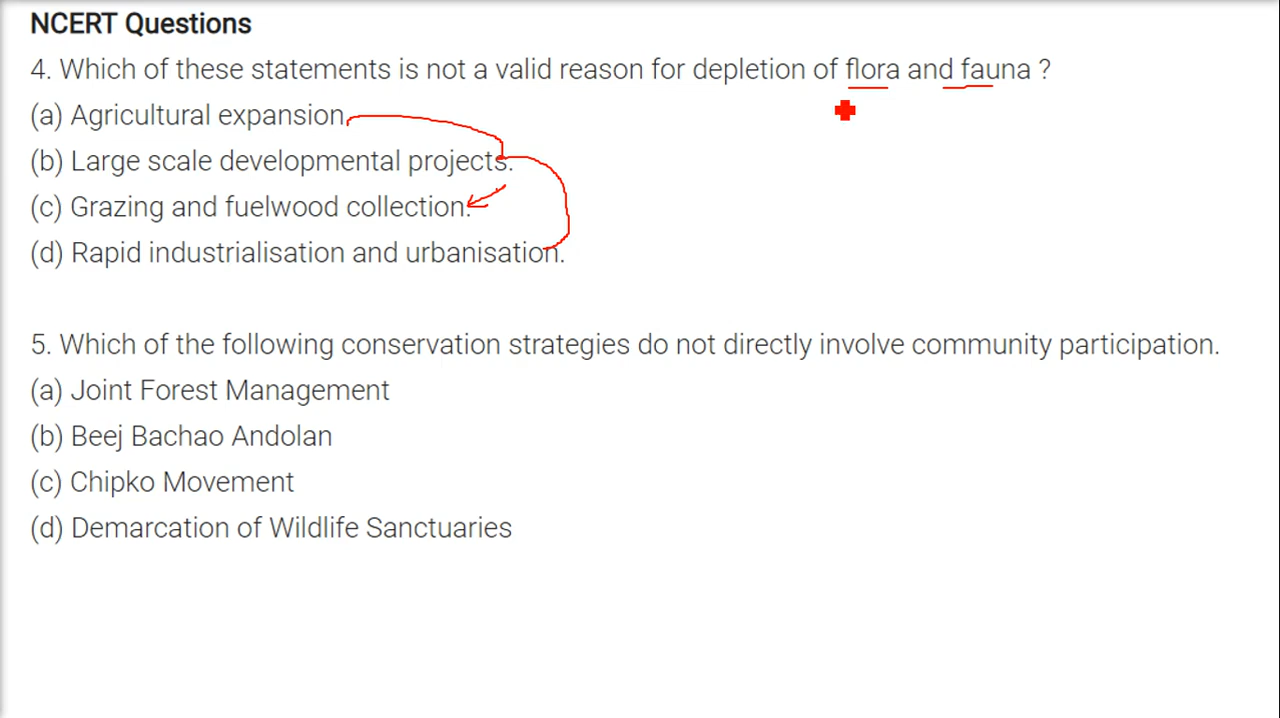 NCERT Questions
4. Which of these statements is not a valid reason for depletion of flora and fauna ?
(a) Agricultural expansion.
(b) Large scale developmental projects.
(c) Grazing and fuelwood collection.
(d) Rapid industrialisation and urbanisation.
5. Which of the following conservation strategies do not directly involve community participation.
(a) Joint Forest Management
(b) Beej Bachao Andolan
(c) Chipko Movement
(d) Demarcation of Wildlife Sanctuaries